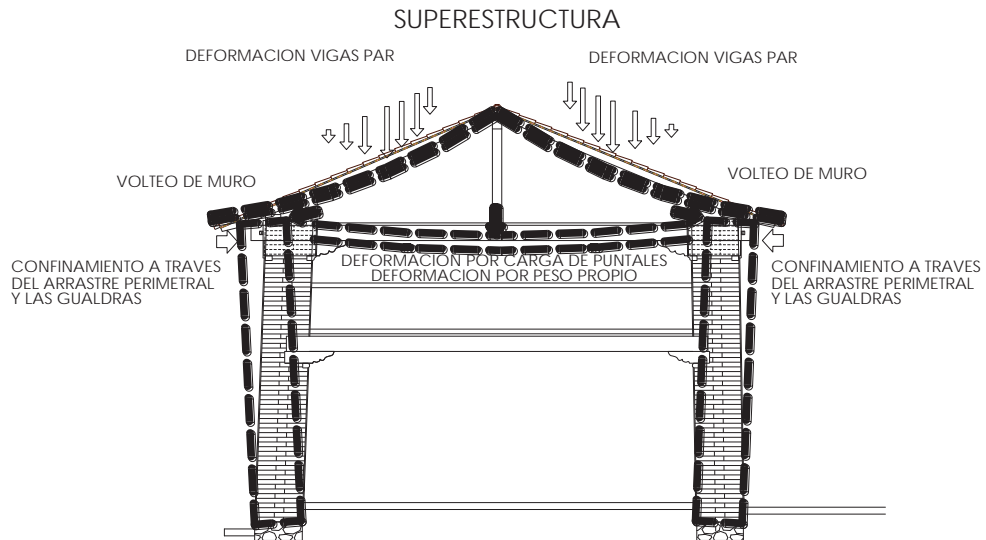 SUPERESTRUCTURA
DEFORMACION VIGAS PAR
DEFORMACION VIGAS PAR
VOLTEO DE MURO
VOLTEO DE MURO
CONFINAMIENTO A TRAVES
DEL ARRASTRE PERIMETRAL
Y LAS GUALDRAS
DEFORMACION POR CARGA DE PUNTALES
DEFORMACION POR PESO PROPIO
CONFINAMIENTO A TRAVES
DEL ARRASTRE PERIMETRAL
Y LAS GUALDRAS